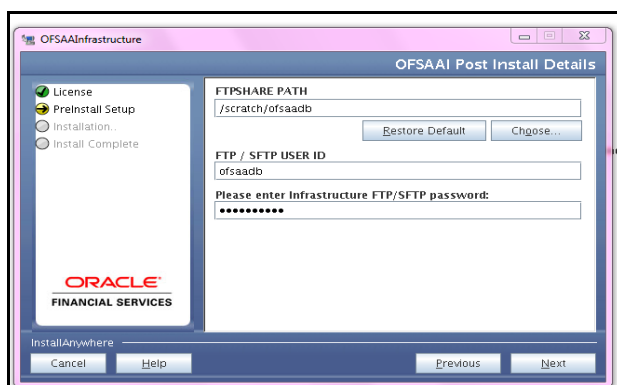 OFSAAInfrastructure
OFSAAI Post Install Details
License
PreInstall Setup
Installation..
Install Complete
ORACLE
FINANCIAL SERVICES
FTPSHARE PATH
/scratch/ofsaadb
Restore Default
Choose...
FTP / SFTP USER ID
ofsaadb
Please enter Infrastructure FTP/SFTP password:
••••••••••
InstallAnywhere
Cancel
Help
Previous
Next